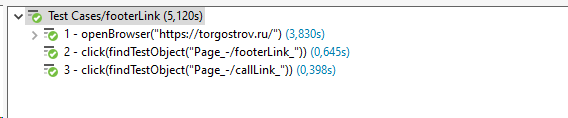 Test Cases/footerLink (5,120s)
1 - openBrowser("https://torgostrov.ru/") (3,830s)
2 - click(findTestObject("Page_-/footerLink_")) (0,645s)
3 - click(findTestObject("Page_-/callLink_")) (0,398s)